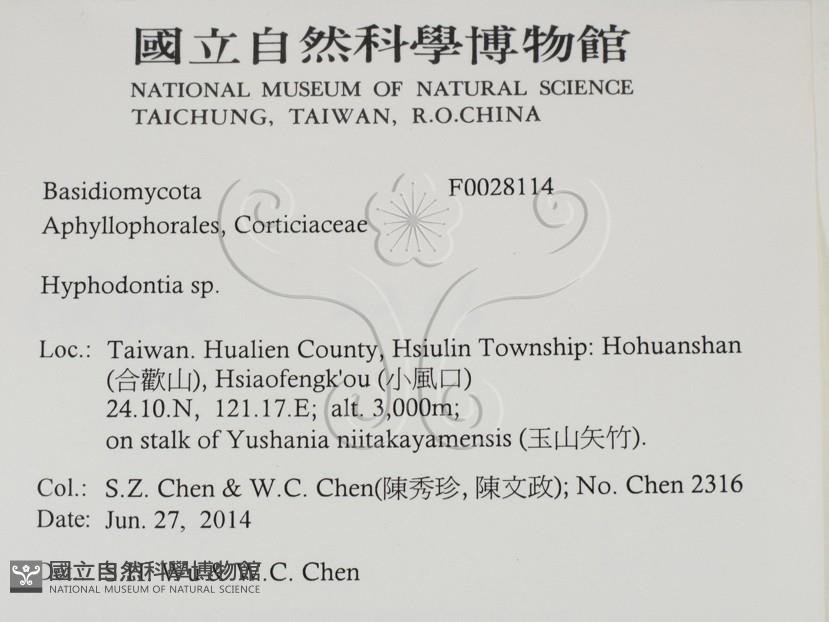 國立自然科學博物館
NATIONAL MUSEUM OF NATURAL SCIENCE
TAICHUNG, TAIWAN, R.O.CHINA
Basidiomycota F0028114
Aphyllophorales, Corticiaceae
Hyphodontia sp.
Loc.: Taiwan. Hualien County, Hsiulin Township: Hohuanshan
(合歡山), Hsiaofengk'ou (小風口)
24.10.N, 121.17.E; alt. 3,000m;
on stalk of Yushania niitakayamensis (玉山矢竹).
Col.: S.Z. Chen & W.C. Chen(陳秀珍, 陳文政); No. Chen 2316
Date: Jun. 27, 2014
Wu & W.C. Chen
國立自然科學博物館
NATIONAL MUSEUM OF NATURAL SCIENCE